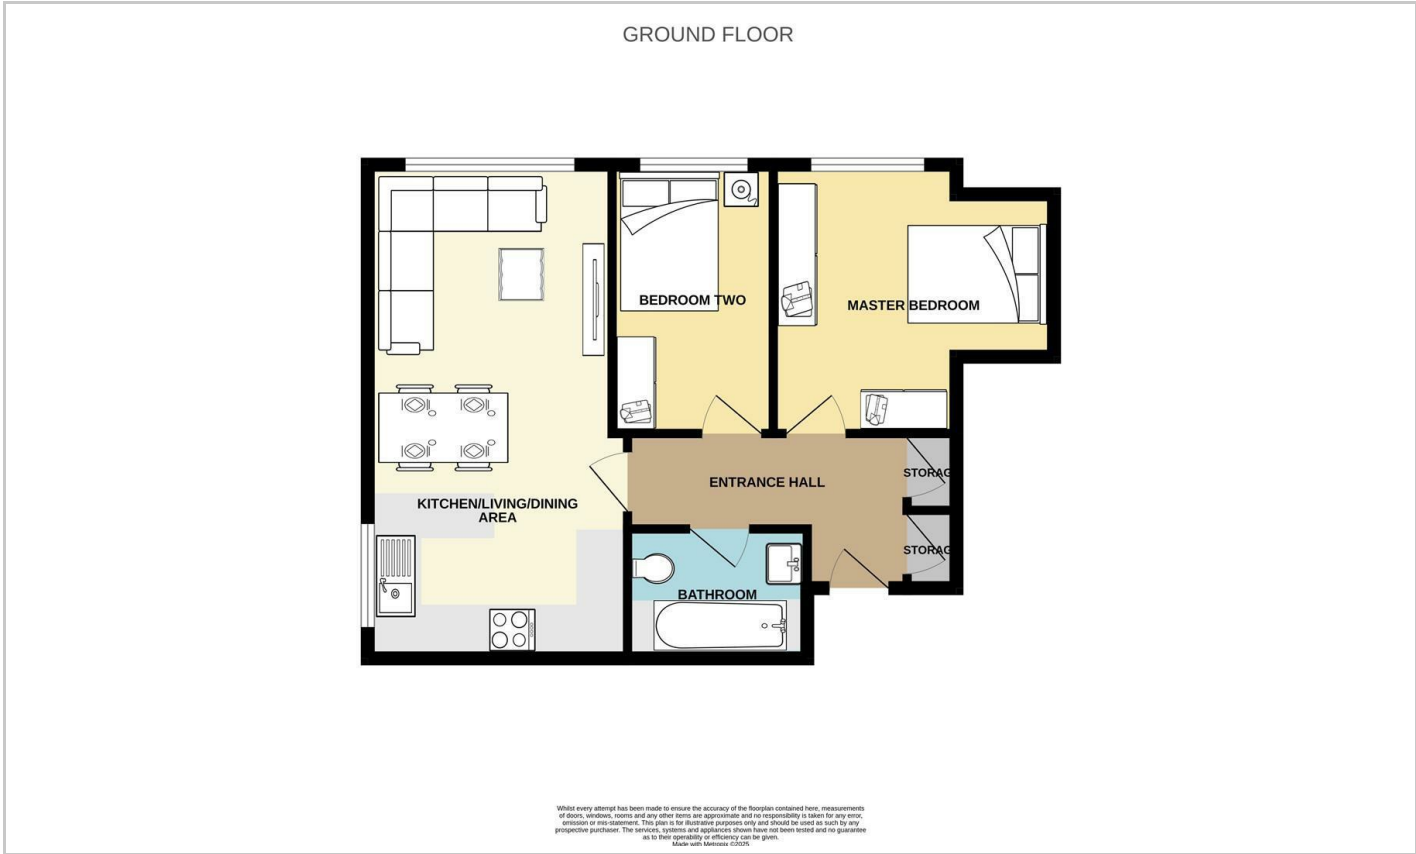 GROUND FLOOR
BEDROOM TWO
MASTER BEDROOM
STORAG
ENTRANCE HALL
KITCHEN/LIVING/DINING
AREA
STORAG
BATHROOM
Whilst every attempt has been made to ensure the accuracy of the floorplan contained here, measurements
of doors, windows, rooms and any other items are approximate and no responsibility is taken for any error,
omission or mis-statement. This plan is for illustrative purposes only and should be used as such by any
prospective purchaser. The services, systems and appliances shown have not been tested and no guarantee
as to their operability or efficiency can be given.
Made with Metropix ©2025